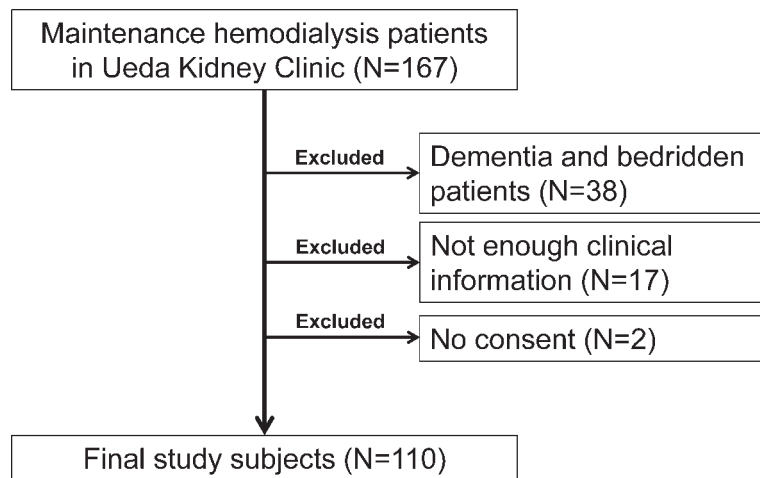 Maintenance hemodialysis patients
in Ueda Kidney Clinic (N=167)
Excluded
Dementia and bedridden
patients (N=38)
Excluded
Not enough clinical
information (N=17)
Excluded
No consent (N=2)
Final study subjects (N=110)